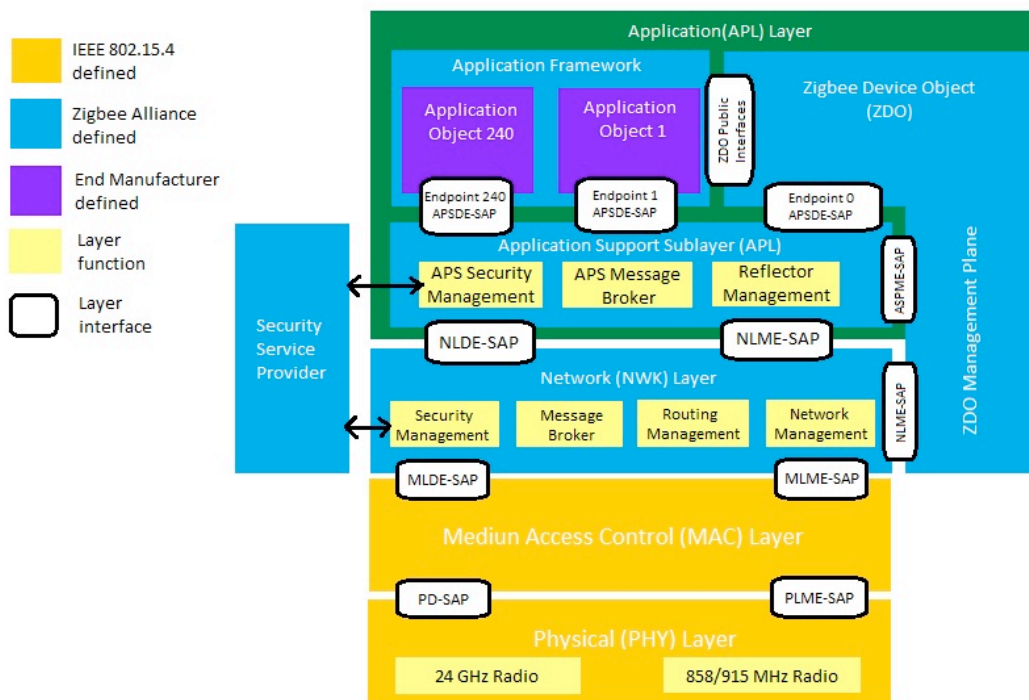 IEEE 802.15.4
defined
Zigbee Alliance
defined
End Manufacturer
defined
Layer
function
Layer
interface
Application(APL) Layer
Application Framework
Application
Object 240
Application
Object 1
ZDO Public
Interfaces
Zigbee Device Object
(ZDO)
Endpoint 240
APSDE-SAP
Endpoint 1
APSDE-SAP
Endpoint 0
APSDE-SAP
Application Support Sublayer (APL)
APS Security
Management
APS Message
Broker
Reflector
Management
ASPME-SAP
ZDO Management Plane
Security
Service
Provider
NLDE-SAP
NLME-SAP
Network (NWK) Layer
Security
Management
Message
Broker
Routing
Management
Network
Management
NLME-SAP
MLDE-SAP
MLME-SAP
Mediun Access Control (MAC) Layer
PD-SAP
PLME-SAP
Physical (PHY) Layer
24 GHz Radio
858/915 MHz Radio